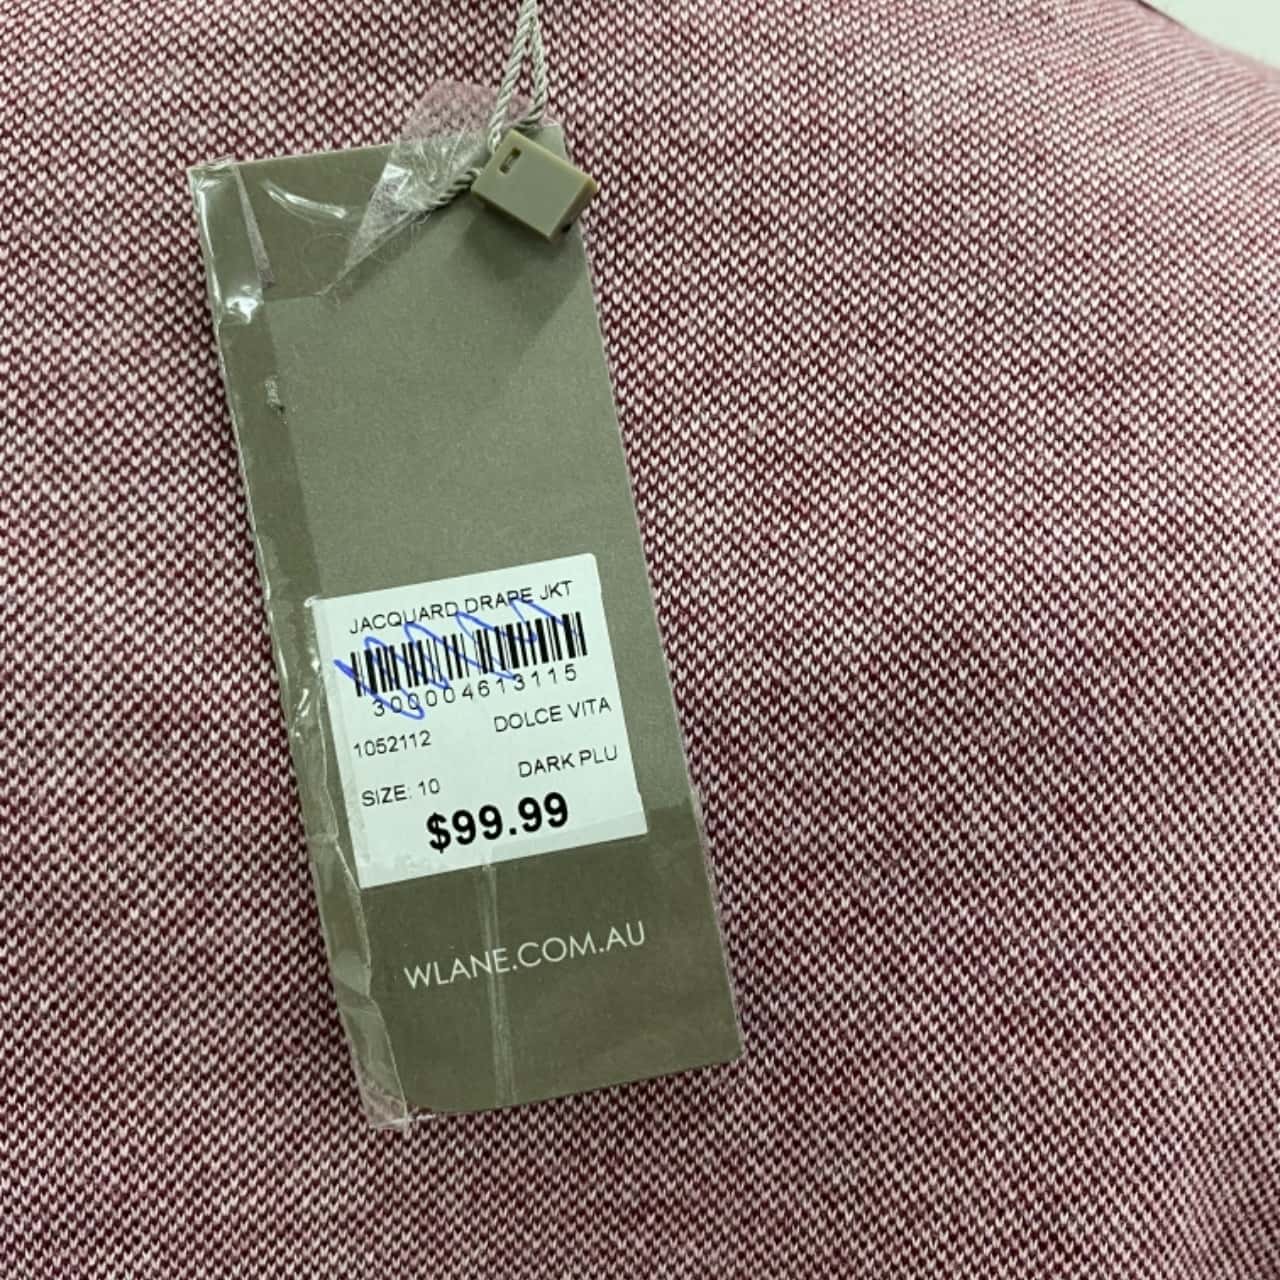 JACQUARD DRAPE JKT
300004613115
1052112 DOLCE VITA
SIZE: 10 DARK PLU
$99.99
WLANE.COM.AU